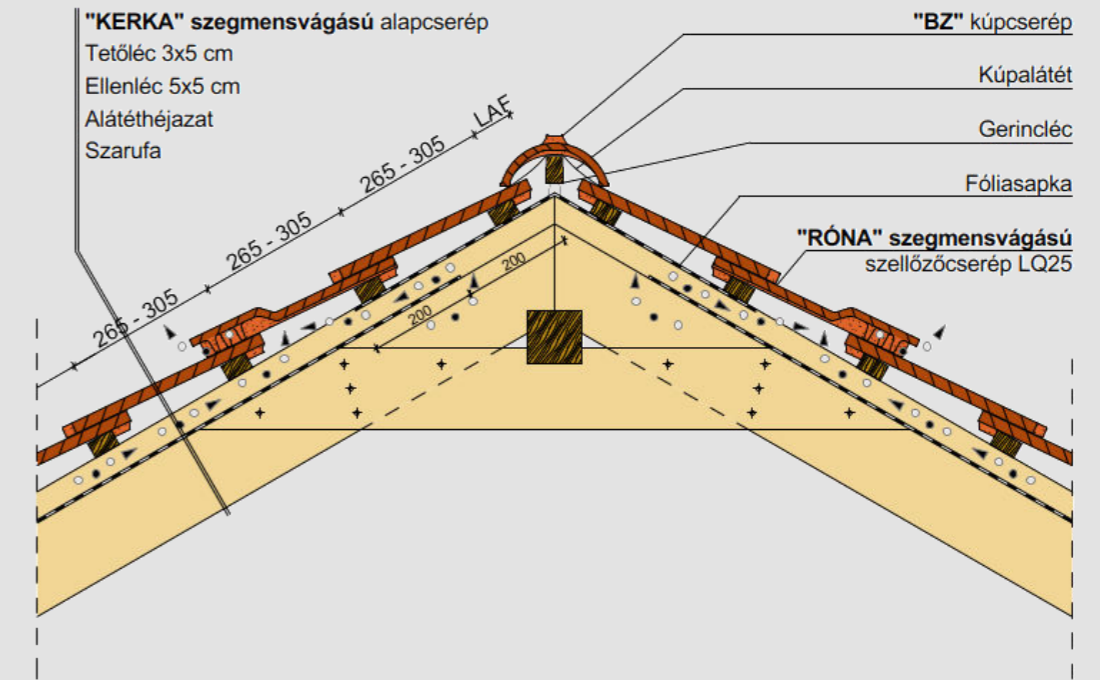 "KERKA" szegmensvágású alapcserép
Tetőléc 3x5 cm
Ellenléc 5x5 cm
Alátéthéjazat
Szarufa
"BZ" kúpcserép
Kúpalátét
Gerincléc
Fóliasapka
"RÓNA" szegmensvágású
szellőzőcserép LQ25
LAF
265 - 305
265 - 305
265 - 305
200
200